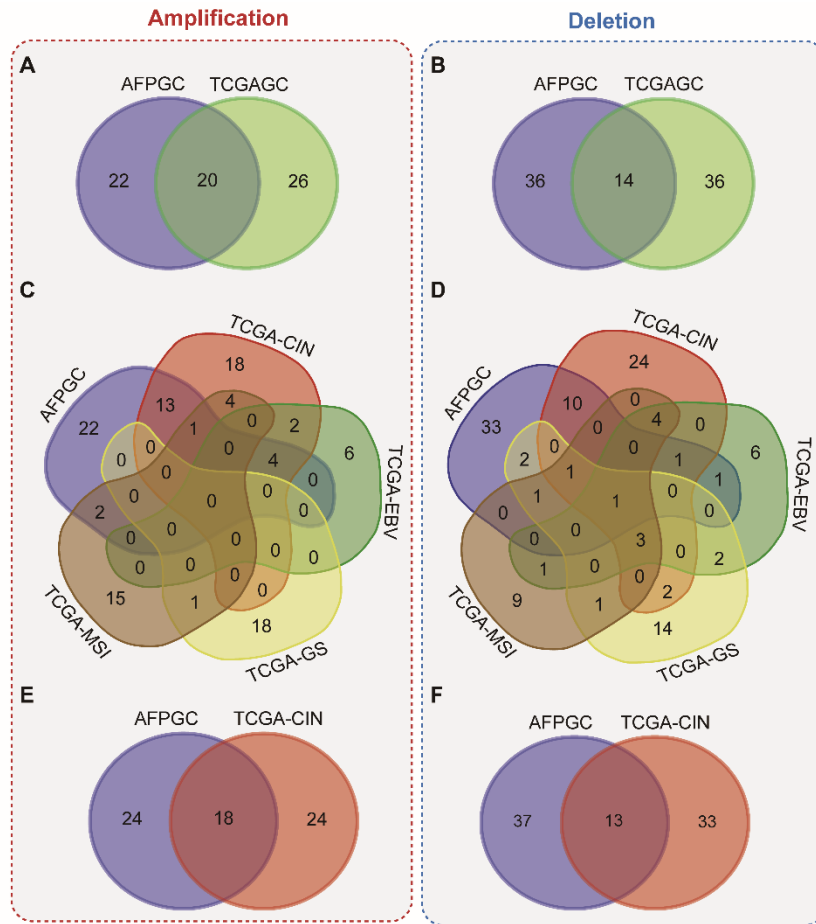 Amplification
Deletion
A
AFPGC TCGAGC
22 20 26
B
AFPGC TCGAGC
36 14 36
C
TCGA-CIN
AFPGC
TCGA-EBV
TCGA-GS
TCGA-MSI
18
13 4
1 0 2
22 6
0 0 0 4 0
0 0 0 0
2 0 0 0 0
0 0 0 0
15 0 0
1 18
D
TCGA-CIN
AFPGC
TCGA-EBV
TCGA-GS
TCGA-MSI
24
10 0
0 4 0
33 6
2 0 1 0 1 1
1 1 0 0
0 0 0 3 0 2
1 0 0 2
9 1 14
E
AFPGC TCGA-CIN
24 18 24
F
AFPGC TCGA-CIN
37 13 33